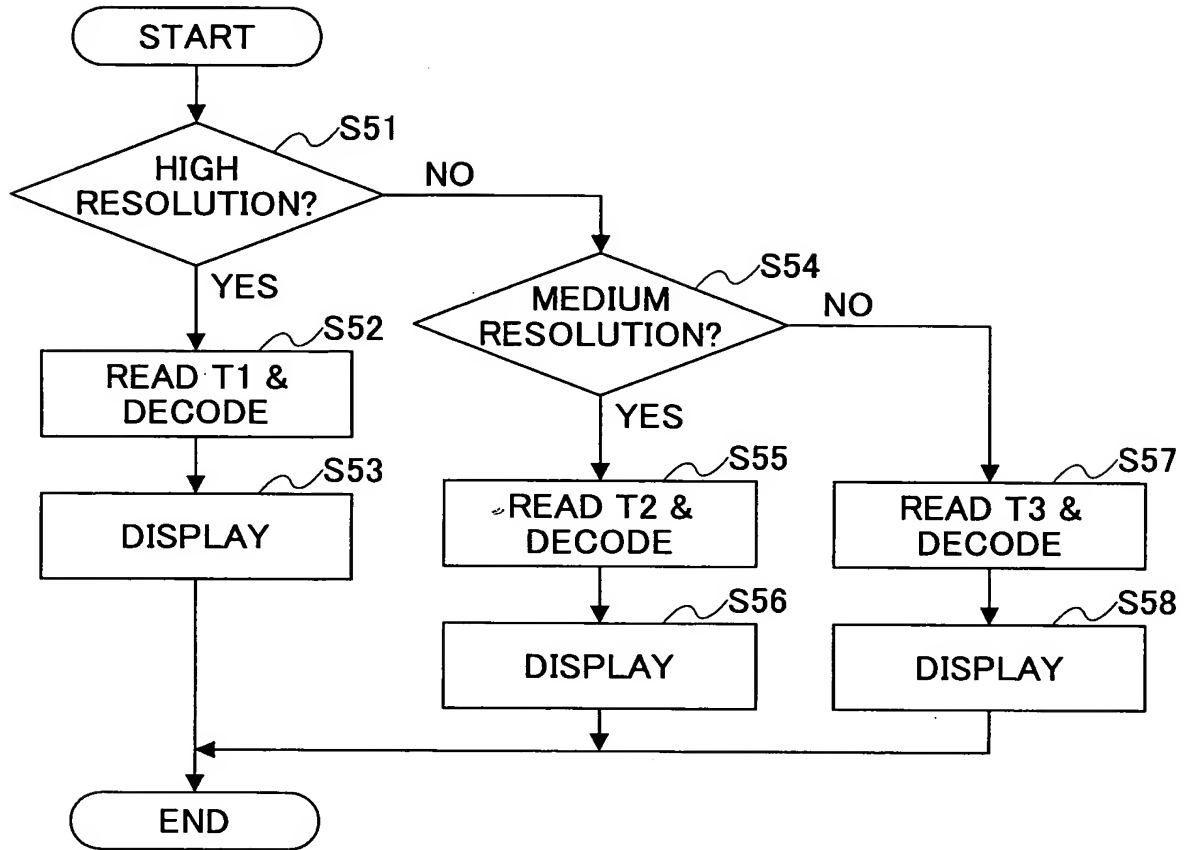 START
S51
HIGH
RESOLUTION?
NO
YES
S52
READ T1 &
DECODE
S53
DISPLAY
S54
MEDIUM
RESOLUTION?
NO
YES
S55
READ T2 &
DECODE
S56
DISPLAY
S57
READ T3 &
DECODE
S58
DISPLAY
END